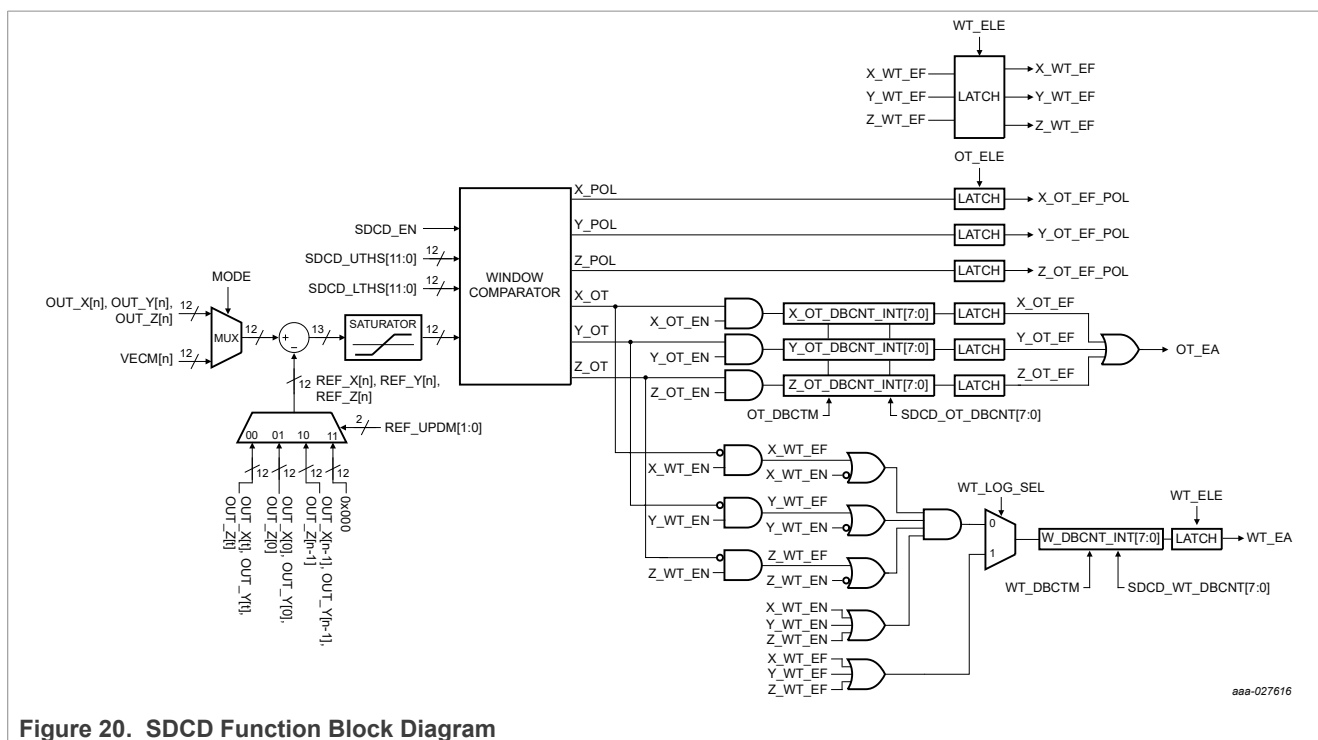 WT_ELE
X_WT_EF
X_WT_EF
Y_WT_EF
LATCH
Y_WT_EF
Z_WT_EF
Z_WT_EF
OT_ELE
X_POL
LATCH
X_OT_EF_POL
Y_POL
LATCH
Y_OT_EF_POL
Z_POL
LATCH
Z_OT_EF_POL
SDCD_EN
SDCD_UTHS[11:0]
12
SDCD_LTHS[11:0]
12
WINDOW
COMPARATOR
MODE
OUT_X[n], OUT_Y[n],
OUT_Z[n]
12
MUX
12
+
−
13
SATURATOR
12
VECM[n]
12
12
REF_X[n], REF_Y[n],
REF_Z[n]
00
01
10
11
2
REF_UPDM[1:0]
12
12
12
12
OUT_X[t], OUT_Y[t],
OUT_Z[t]
OUT_X[0], OUT_Y[0],
OUT_Z[0]
OUT_X[n-1], OUT_Y[n-1],
OUT_Z[n-1]
0x000
X_OT
X_OT_EN
X_OT_DBCNT_INT[7:0]
LATCH
X_OT_EF
Y_OT
Y_OT_EN
Y_OT_DBCNT_INT[7:0]
LATCH
Y_OT_EF
OT_EA
Z_OT
Z_OT_EN
Z_OT_DBCNT_INT[7:0]
LATCH
Z_OT_EF
OT_DBCTM
SDCD_OT_DBCNT[7:0]
X_WT_EF
X_WT_EN
X_WT_EN
Y_WT_EF
Y_WT_EN
Y_WT_EN
Z_WT_EF
Z_WT_EN
Z_WT_EN
WT_LOG_SEL
0
1
W_DBCNT_INT[7:0]
WT_ELE
LATCH
WT_EA
WT_DBCTM
SDCD_WT_DBCNT[7:0]
X_WT_EN
Y_WT_EN
Z_WT_EN
X_WT_EF
Y_WT_EF
Z_WT_EF
aaa-027616
Figure 20. SDCD Function Block Diagram